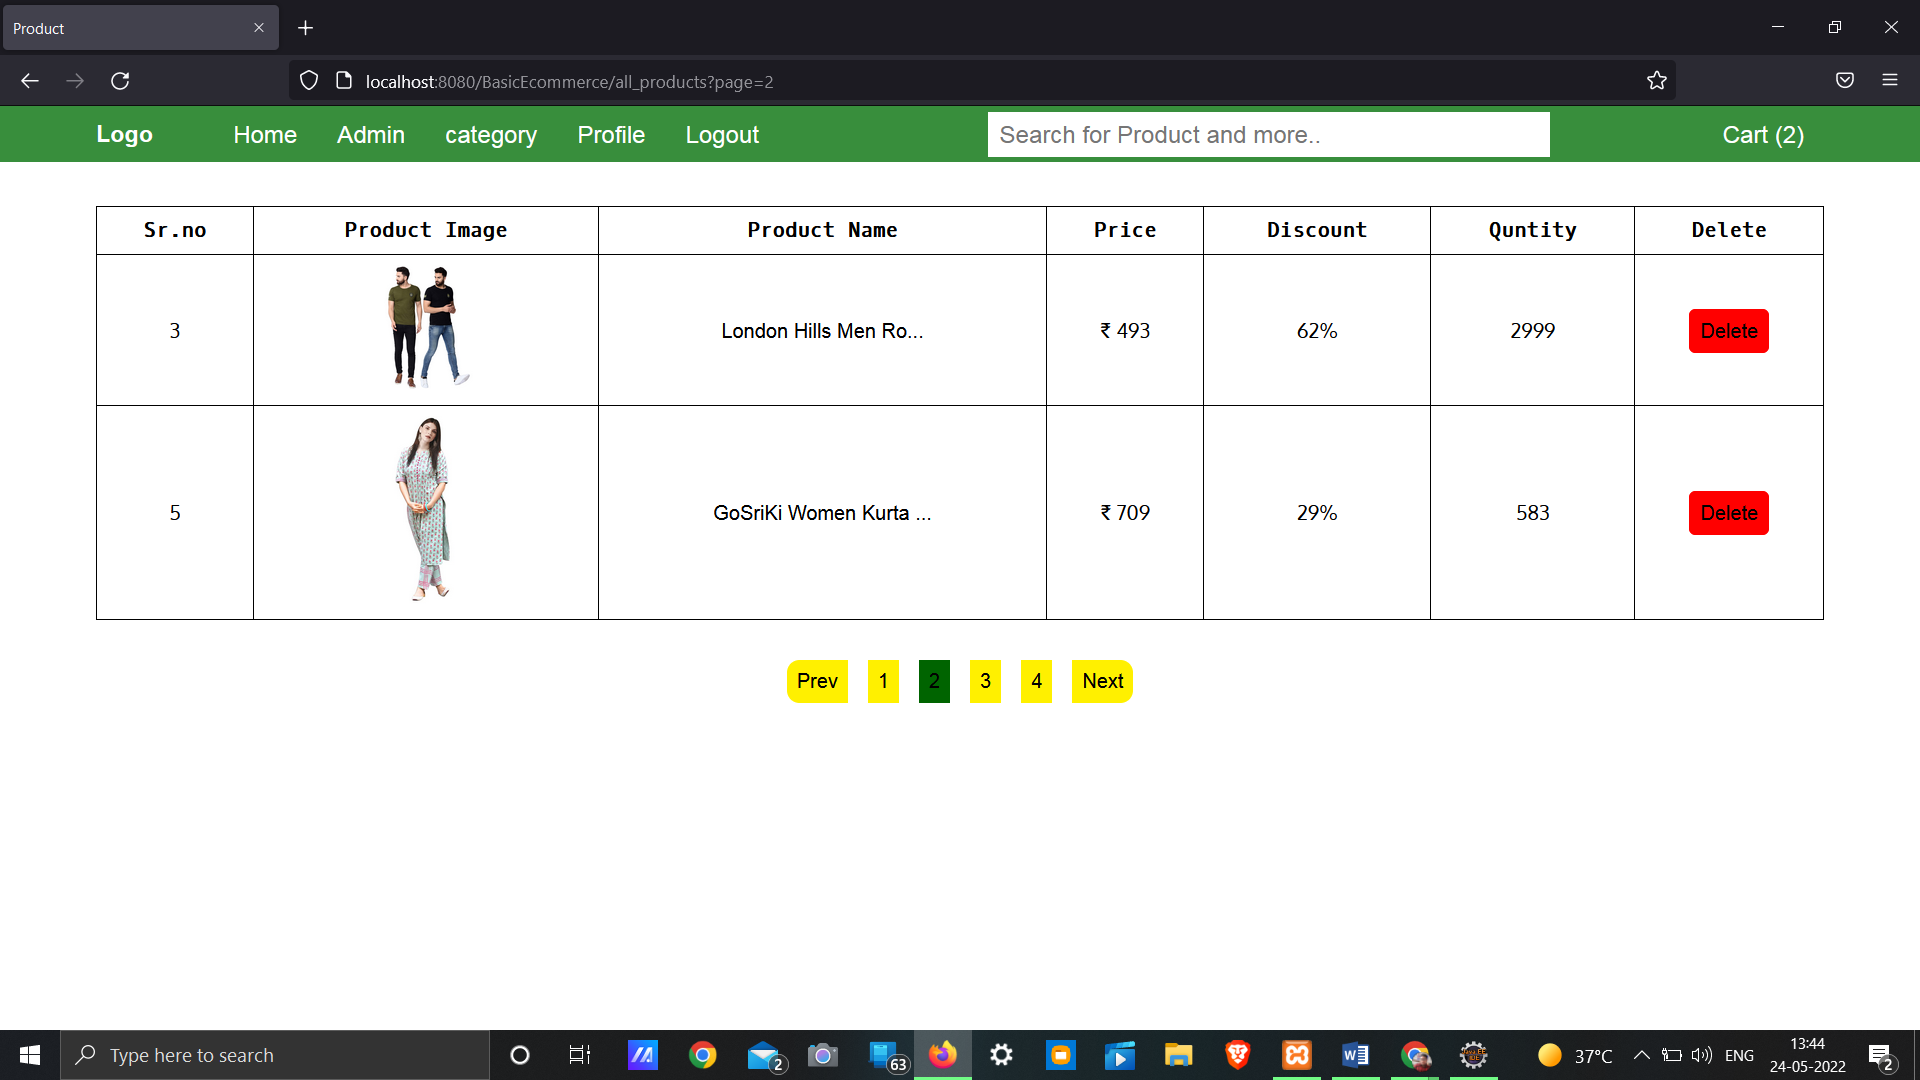 Product
localhost:8080/BasicEcommerce/all_products?page=2
Logo Home Admin category Profile Logout Search for Product and more.. Cart (2)
Sr.no Product Image Product Name Price Discount Quntity Delete
3 London Hills Men Ro... ₹ 493 62% 2999 Delete
5 GoSriKi Women Kurta ... ₹ 709 29% 583 Delete
Prev 1 2 3 4 Next
Type here to search 2 63 37°C ENG 13:44 2
24-05-2022